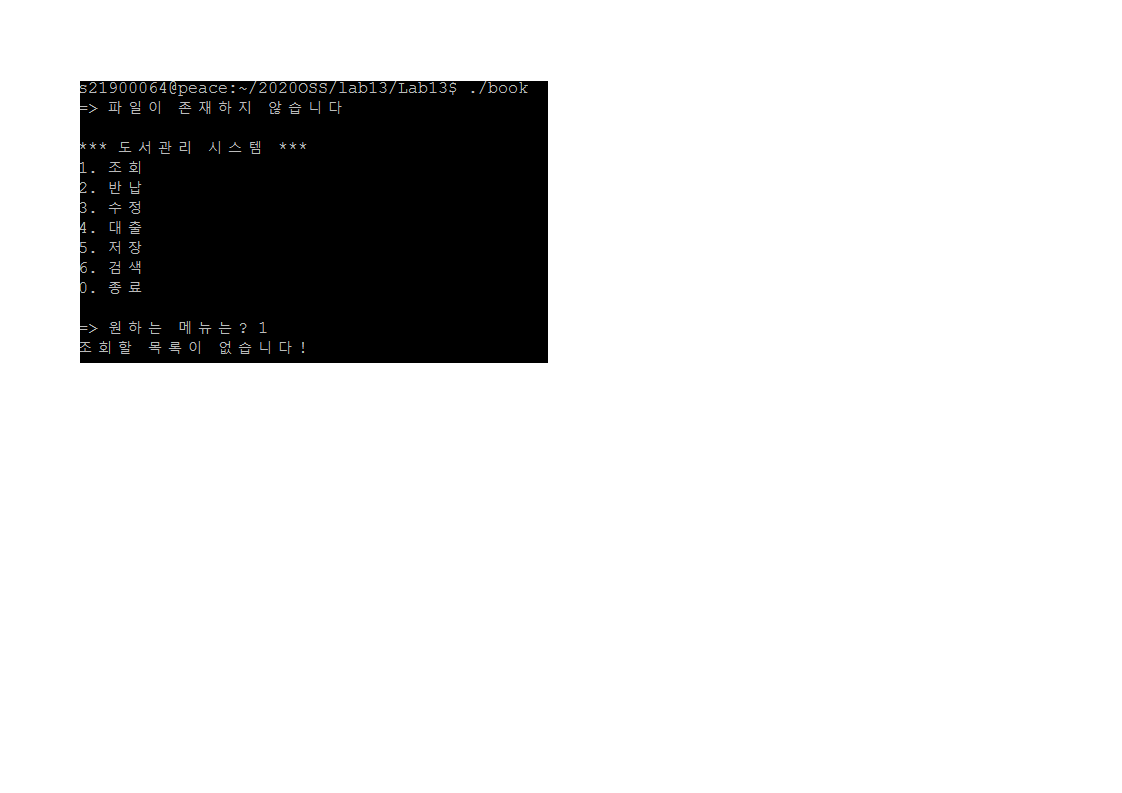 s21900064@peace:~/2020OSS/lab13/Lab13$ ./book
=> 파일이 존재하지 않습니다
*** 도서관리 시스템 ***
1. 조회
2. 반납
3. 수정
4. 대출
5. 저장
6. 검색
0. 종료
=> 원하는 메뉴는? 1
조회할 목록이 없습니다!